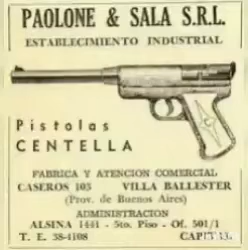 PAOLONE & SALA S.R.L.
ESTABLECIMIENTO INDUSTRIAL
Pistolas
CENTELLA
FABRICA Y ATENCION COMERCIAL
CASEROS 103 VILLA BALLESTER
(Prov. de Buenos Aires)
ADMINISTRACION
ALSINA 1441 - 5to. Piso - Of. 501/1
T. E. 38-4108